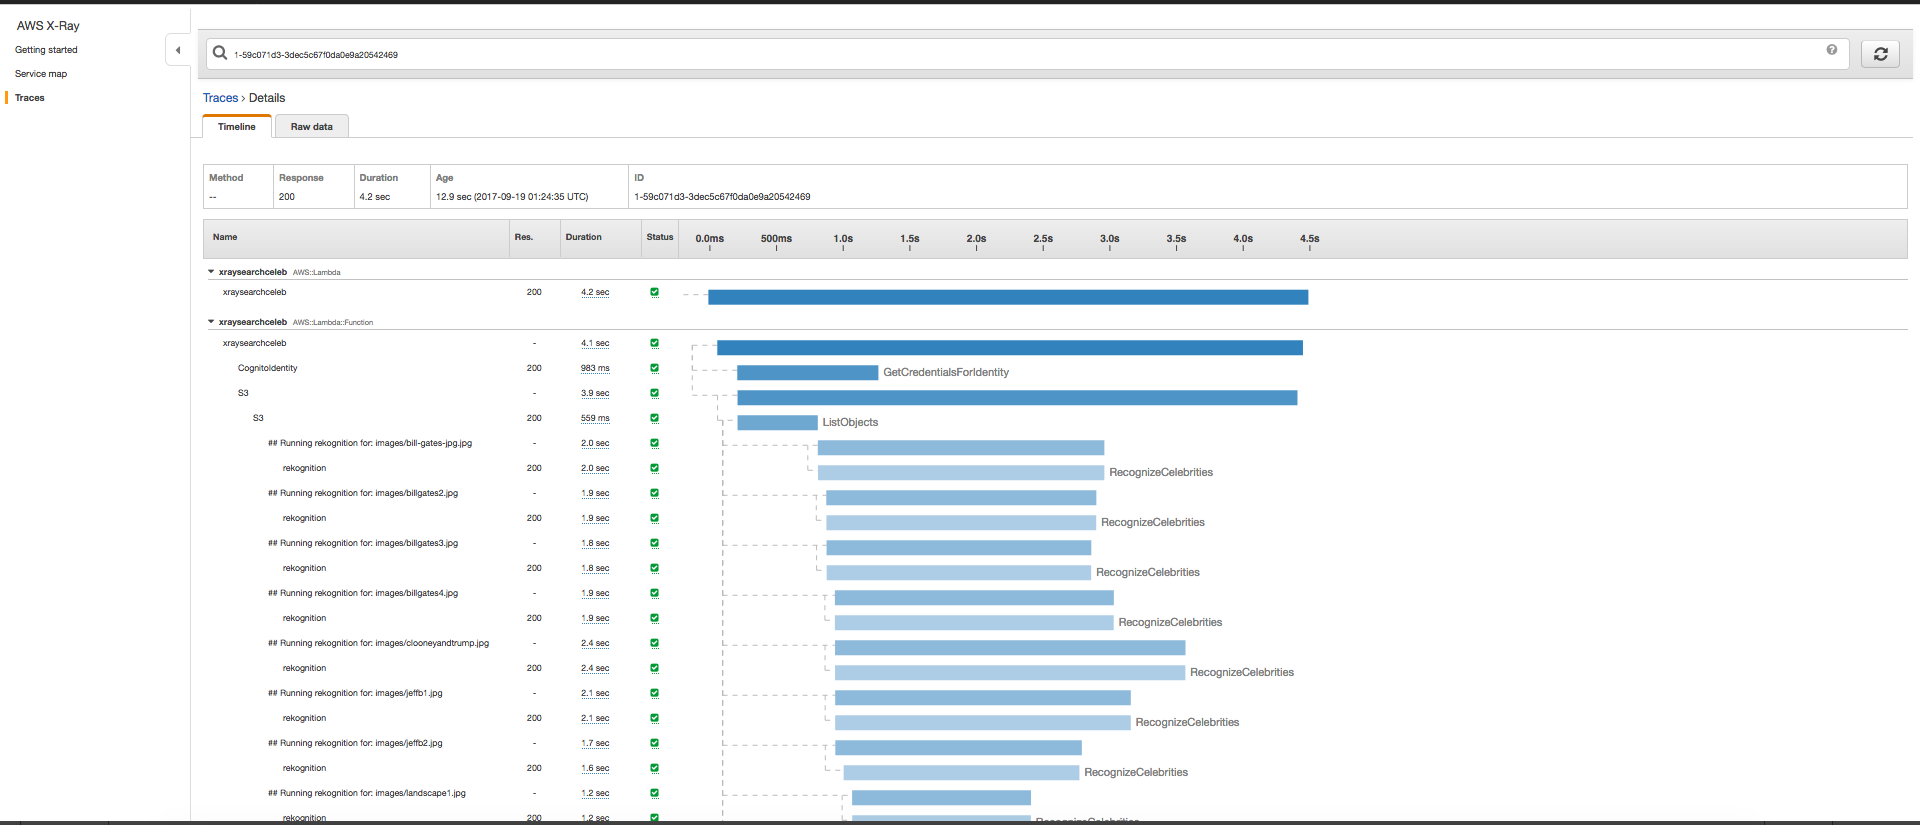 AWS X-Ray
Getting started
Service map
Traces
1-59c071d3-3dec5c67f0da0e9a20542469
Traces › Details
Timeline Raw data
Method Response Duration Age ID
-- 200 4.2 sec 12.9 sec (2017-09-19 01:24:35 UTC) 1-59c071d3-3dec5c67f0da0e9a20542469
Name Res. Duration Status 0.0ms 500ms 1.0s 1.5s 2.0s 2.5s 3.0s 3.5s 4.0s 4.5s
xraysearchceleb AWS::Lambda
xraysearchceleb 200 4.2 sec
xraysearchceleb AWS::Lambda::Function
xraysearchceleb - 4.1 sec
CognitoIdentity 200 983 ms GetCredentialsForIdentity
S3 - 3.9 sec
S3 200 559 ms ListObjects
## Running rekognition for: images/bill-gates-jpg.jpg - 2.0 sec
rekognition 200 2.0 sec RecognizeCelebrities
## Running rekognition for: images/billgates2.jpg - 1.9 sec
rekognition 200 1.9 sec RecognizeCelebrities
## Running rekognition for: images/billgates3.jpg - 1.8 sec
rekognition 200 1.8 sec RecognizeCelebrities
## Running rekognition for: images/billgates4.jpg - 1.9 sec
rekognition 200 1.9 sec RecognizeCelebrities
## Running rekognition for: images/clooneyandtrump.jpg - 2.4 sec
rekognition 200 2.4 sec RecognizeCelebrities
## Running rekognition for: images/jeffb1.jpg - 2.1 sec
rekognition 200 2.1 sec RecognizeCelebrities
## Running rekognition for: images/jeffb2.jpg - 1.7 sec
rekognition 200 1.6 sec RecognizeCelebrities
## Running rekognition for: images/landscape1.jpg - 1.2 sec
rekognition 200 1.2 sec RecognizeCelebrities